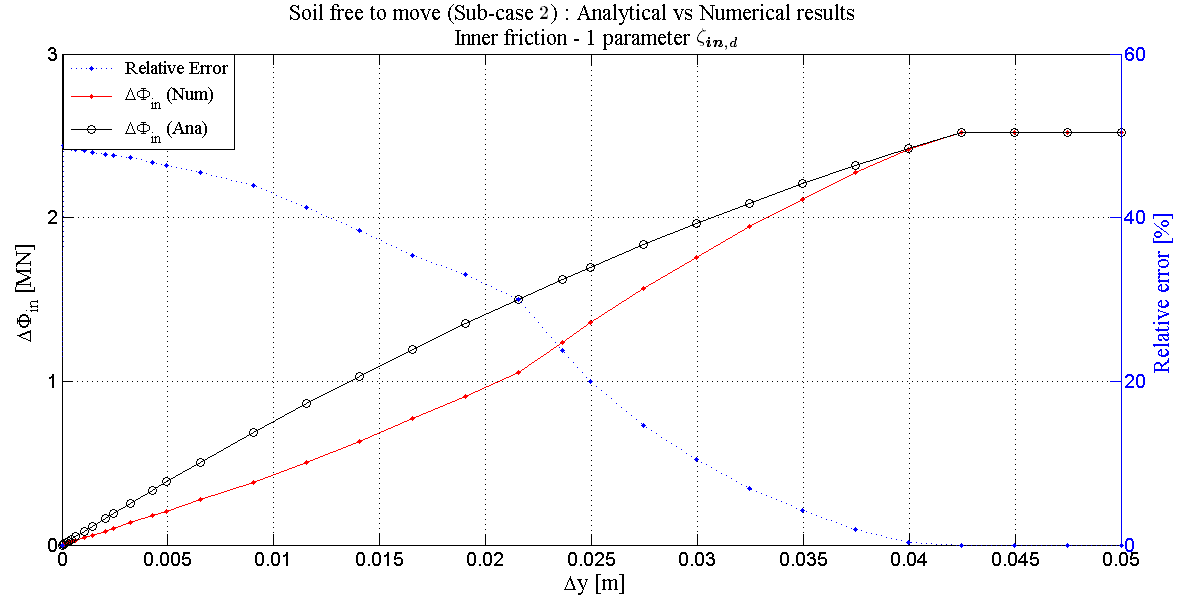 Soil free to move (Sub-case 2) : Analytical vs Numerical results
Inner friction - 1 parameter ζin,d
Relative Error
ΔΦin (Num)
ΔΦin (Ana)
3
2
1
0
ΔΦin [MN]
60
40
20
0
Relative error [%]
0 0.005 0.01 0.015 0.02 0.025 0.03 0.035 0.04 0.045 0.05
Δy [m]